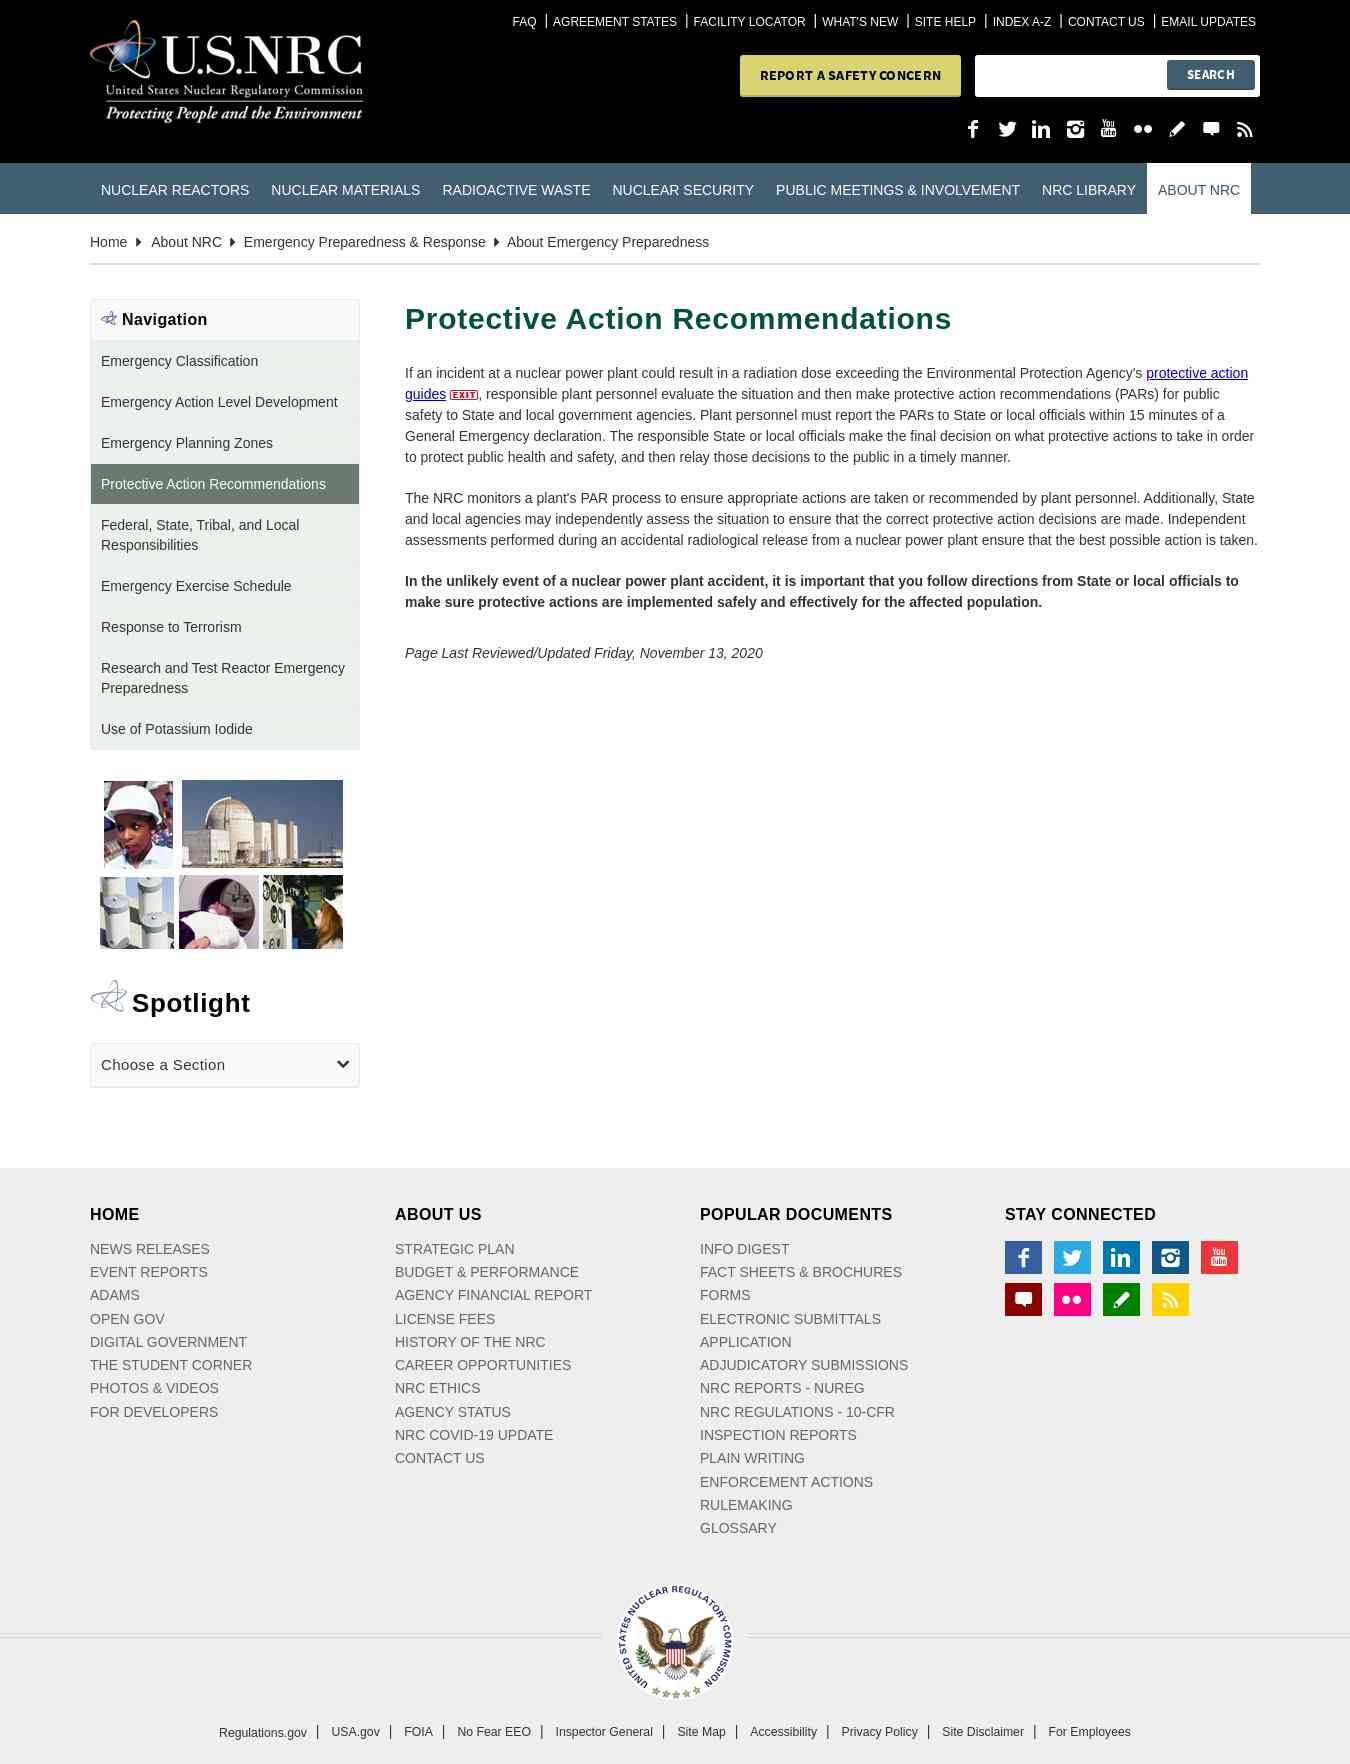 FAQ | AGREEMENT STATES | FACILITY LOCATOR | WHAT'S NEW | SITE HELP | INDEX A-Z | CONTACT US | EMAIL UPDATES
U.S.NRC
United States Nuclear Regulatory Commission
Protecting People and the Environment
REPORT A SAFETY CONCERN
SEARCH
You Tube
NUCLEAR REACTORS NUCLEAR MATERIALS RADIOACTIVE WASTE NUCLEAR SECURITY PUBLIC MEETINGS & INVOLVEMENT NRC LIBRARY ABOUT NRC
Home About NRC Emergency Preparedness & Response About Emergency Preparedness
Navigation
Emergency Classification
Emergency Action Level Development
Emergency Planning Zones
Protective Action Recommendations
Federal, State, Tribal, and Local
Responsibilities
Emergency Exercise Schedule
Response to Terrorism
Research and Test Reactor Emergency
Preparedness
Use of Potassium Iodide
Spotlight
Choose a Section
Protective Action Recommendations
If an incident at a nuclear power plant could result in a radiation dose exceeding the Environmental Protection Agency's protective action
guides EXIT, responsible plant personnel evaluate the situation and then make protective action recommendations (PARs) for public
safety to State and local government agencies. Plant personnel must report the PARs to State or local officials within 15 minutes of a
General Emergency declaration. The responsible State or local officials make the final decision on what protective actions to take in order
to protect public health and safety, and then relay those decisions to the public in a timely manner.
The NRC monitors a plant's PAR process to ensure appropriate actions are taken or recommended by plant personnel. Additionally, State
and local agencies may independently assess the situation to ensure that the correct protective action decisions are made. Independent
assessments performed during an accidental radiological release from a nuclear power plant ensure that the best possible action is taken.
In the unlikely event of a nuclear power plant accident, it is important that you follow directions from State or local officials to
make sure protective actions are implemented safely and effectively for the affected population.
Page Last Reviewed/Updated Friday, November 13, 2020
HOME
NEWS RELEASES
EVENT REPORTS
ADAMS
OPEN GOV
DIGITAL GOVERNMENT
THE STUDENT CORNER
PHOTOS & VIDEOS
FOR DEVELOPERS
ABOUT US
STRATEGIC PLAN
BUDGET & PERFORMANCE
AGENCY FINANCIAL REPORT
LICENSE FEES
HISTORY OF THE NRC
CAREER OPPORTUNITIES
NRC ETHICS
AGENCY STATUS
NRC COVID-19 UPDATE
CONTACT US
POPULAR DOCUMENTS
INFO DIGEST
FACT SHEETS & BROCHURES
FORMS
ELECTRONIC SUBMITTALS
APPLICATION
ADJUDICATORY SUBMISSIONS
NRC REPORTS - NUREG
NRC REGULATIONS - 10-CFR
INSPECTION REPORTS
PLAIN WRITING
ENFORCEMENT ACTIONS
RULEMAKING
GLOSSARY
STAY CONNECTED
You Tube
UNITED STATES NUCLEAR REGULATORY COMMISSION
Regulations.gov | USA.gov | FOIA | No Fear EEO | Inspector General | Site Map | Accessibility | Privacy Policy | Site Disclaimer | For Employees